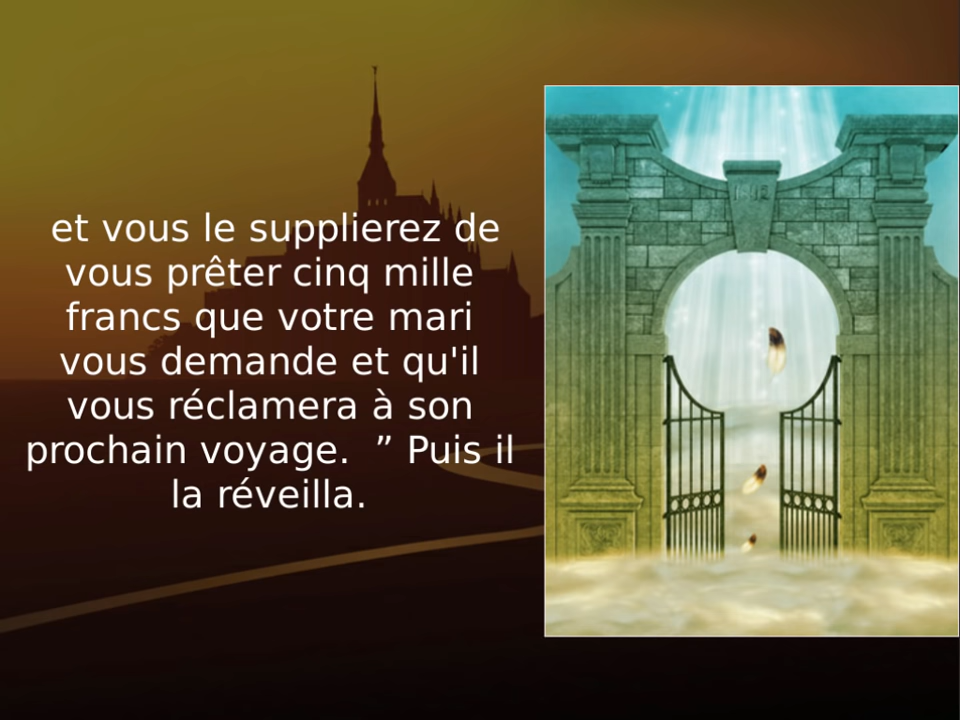 et vous le supplierez de
vous prêter cinq mille
francs que votre mari
vous demande et qu'il
vous réclamera à son
prochain voyage.  ” Puis il
la réveilla.